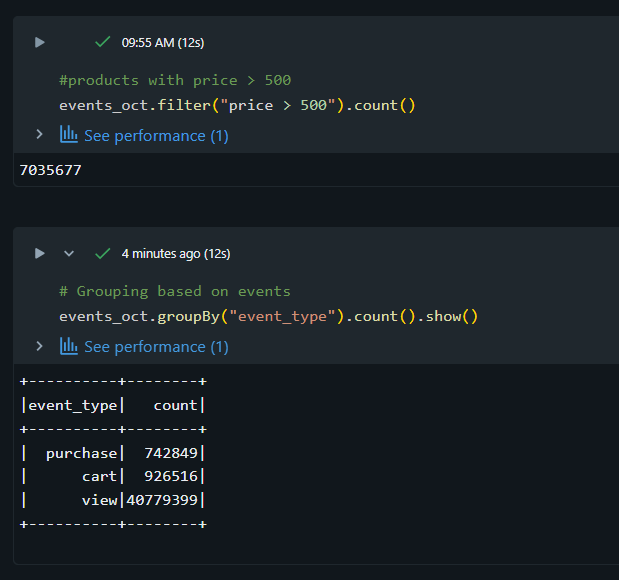 09:55 AM (12s)
#products with price > 500
events_oct.filter("price > 500").count()
See performance (1)
7035677
4 minutes ago (12s)
# Grouping based on events
events_oct.groupBy("event_type").count().show()
See performance (1)
+----------+--------+
|event_type|   count|
+----------+--------+
|  purchase|  742849|
|      cart|  926516|
|      view|40779399|
+----------+--------+